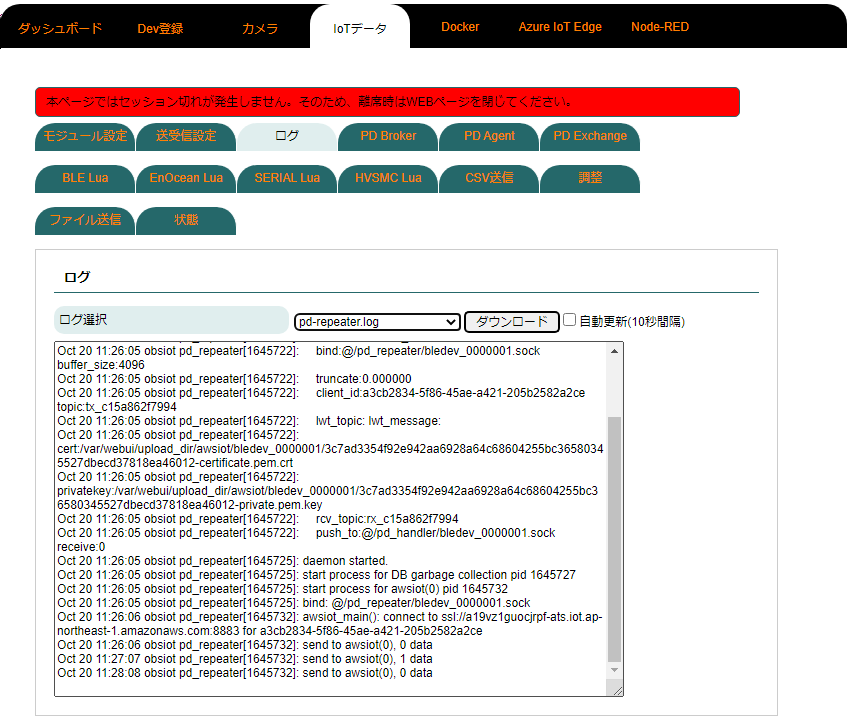 ダッシュボード Dev登録 カメラ IoTデータ Docker Azure IoT Edge Node-RED
本ページではセッション切れが発生しません。そのため、離席時はWEBページを閉じてください。
モジュール設定 送受信設定 ログ PD Broker PD Agent PD Exchange
BLE Lua EnOcean Lua SERIAL Lua HVSMC Lua CSV送信 調整
ファイル送信 状態
ログ
ログ選択 pd-repeater.log ダウンロード 自動更新(10秒間隔)
Oct 20 11:26:05 obsiot pd_repeater[1645722]: bind:@/pd_repeater/bledev_0000001.sock
buffer_size:4096
Oct 20 11:26:05 obsiot pd_repeater[1645722]: truncate:0.000000
Oct 20 11:26:05 obsiot pd_repeater[1645722]: client_id:a3cb2834-5f86-45ae-a421-205b2582a2ce
topic:tx_c15a862f7994
Oct 20 11:26:05 obsiot pd_repeater[1645722]: lwt_topic: lwt_message:
Oct 20 11:26:05 obsiot pd_repeater[1645722]:
cert:/var/webui/upload_dir/awsiot/bledev_0000001/3c7ad3354f92e942aa6928a64c68604255bc3658034
5527dbecd37818ea46012-certificate.pem.crt
Oct 20 11:26:05 obsiot pd_repeater[1645722]:
privatekey:/var/webui/upload_dir/awsiot/bledev_0000001/3c7ad3354f92e942aa6928a64c68604255bc3
6580345527dbecd37818ea46012-private.pem.key
Oct 20 11:26:05 obsiot pd_repeater[1645722]: rcv_topic:rx_c15a862f7994
Oct 20 11:26:05 obsiot pd_repeater[1645722]: push_to:@/pd_handler/bledev_0000001.sock
receive:0
Oct 20 11:26:05 obsiot pd_repeater[1645725]: daemon started.
Oct 20 11:26:05 obsiot pd_repeater[1645725]: start process for DB garbage collection pid 1645727
Oct 20 11:26:05 obsiot pd_repeater[1645725]: start process for awsiot(0) pid 1645732
Oct 20 11:26:05 obsiot pd_repeater[1645725]: bind: @/pd_repeater/bledev_0000001.sock
Oct 20 11:26:06 obsiot pd_repeater[1645732]: awsiot_main(): connect to ssl://a19vz1guocjrpf-ats.iot.ap-
northeast-1.amazonaws.com:8883 for a3cb2834-5f86-45ae-a421-205b2582a2ce
Oct 20 11:26:06 obsiot pd_repeater[1645732]: send to awsiot(0), 0 data
Oct 20 11:27:07 obsiot pd_repeater[1645732]: send to awsiot(0), 1 data
Oct 20 11:28:08 obsiot pd_repeater[1645732]: send to awsiot(0), 0 data